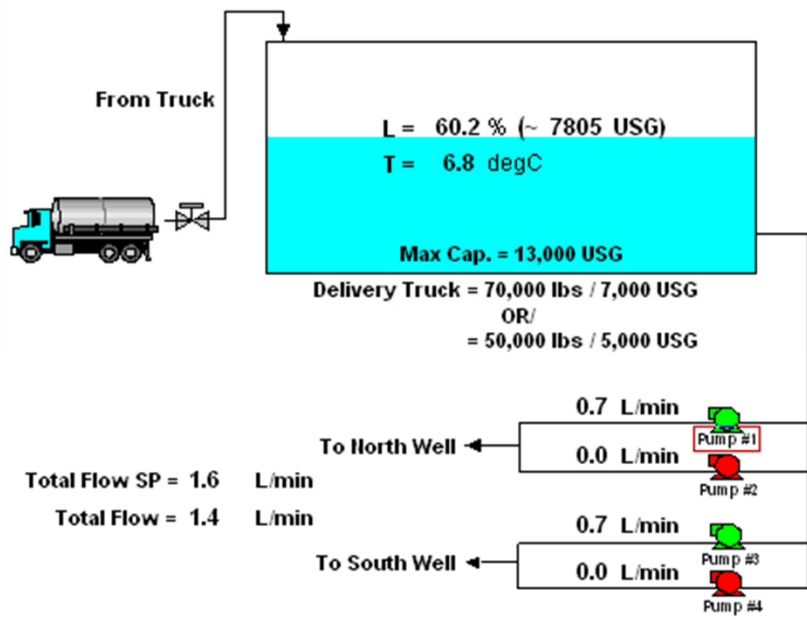 From Truck
L = 60.2 % (~ 7805 USG)
T = 6.8 degC
Max Cap. = 13,000 USG
Delivery Truck = 70,000 lbs / 7,000 USG
OR/
= 50,000 lbs / 5,000 USG
0.7 L/min
Pump #1
To North Well
0.0 L/min
Pump #2
Total Flow SP = 1.6 L/min
Total Flow = 1.4 L/min
0.7 L/min
Pump #3
To South Well
0.0 L/min
Pump #4